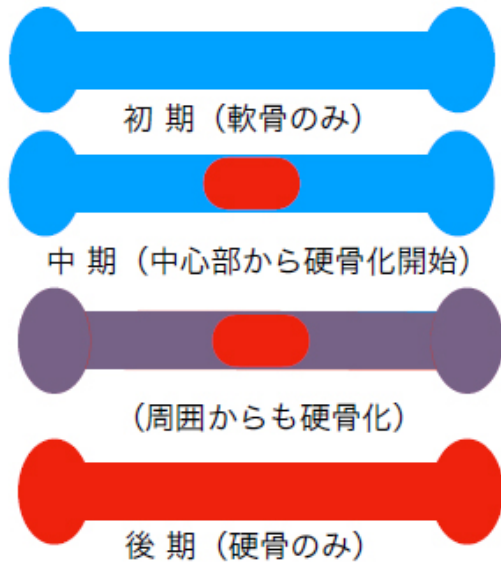 初 期（軟骨のみ）
中 期（中心部から硬骨化開始）
（周囲からも硬骨化）
後 期（硬骨のみ）